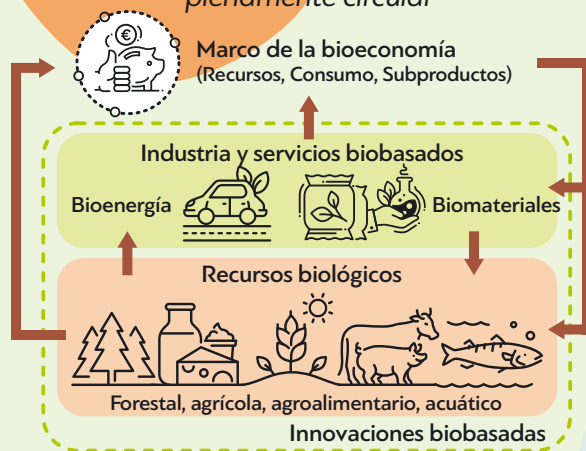 plenamente circular
€
Marco de la bioeconomía
(Recursos, Consumo, Subproductos)
Industria y servicios biobasados
Bioenergía
Biomateriales
Recursos biológicos
Forestal, agrícola, agroalimentario, acuático
Innovaciones biobasadas